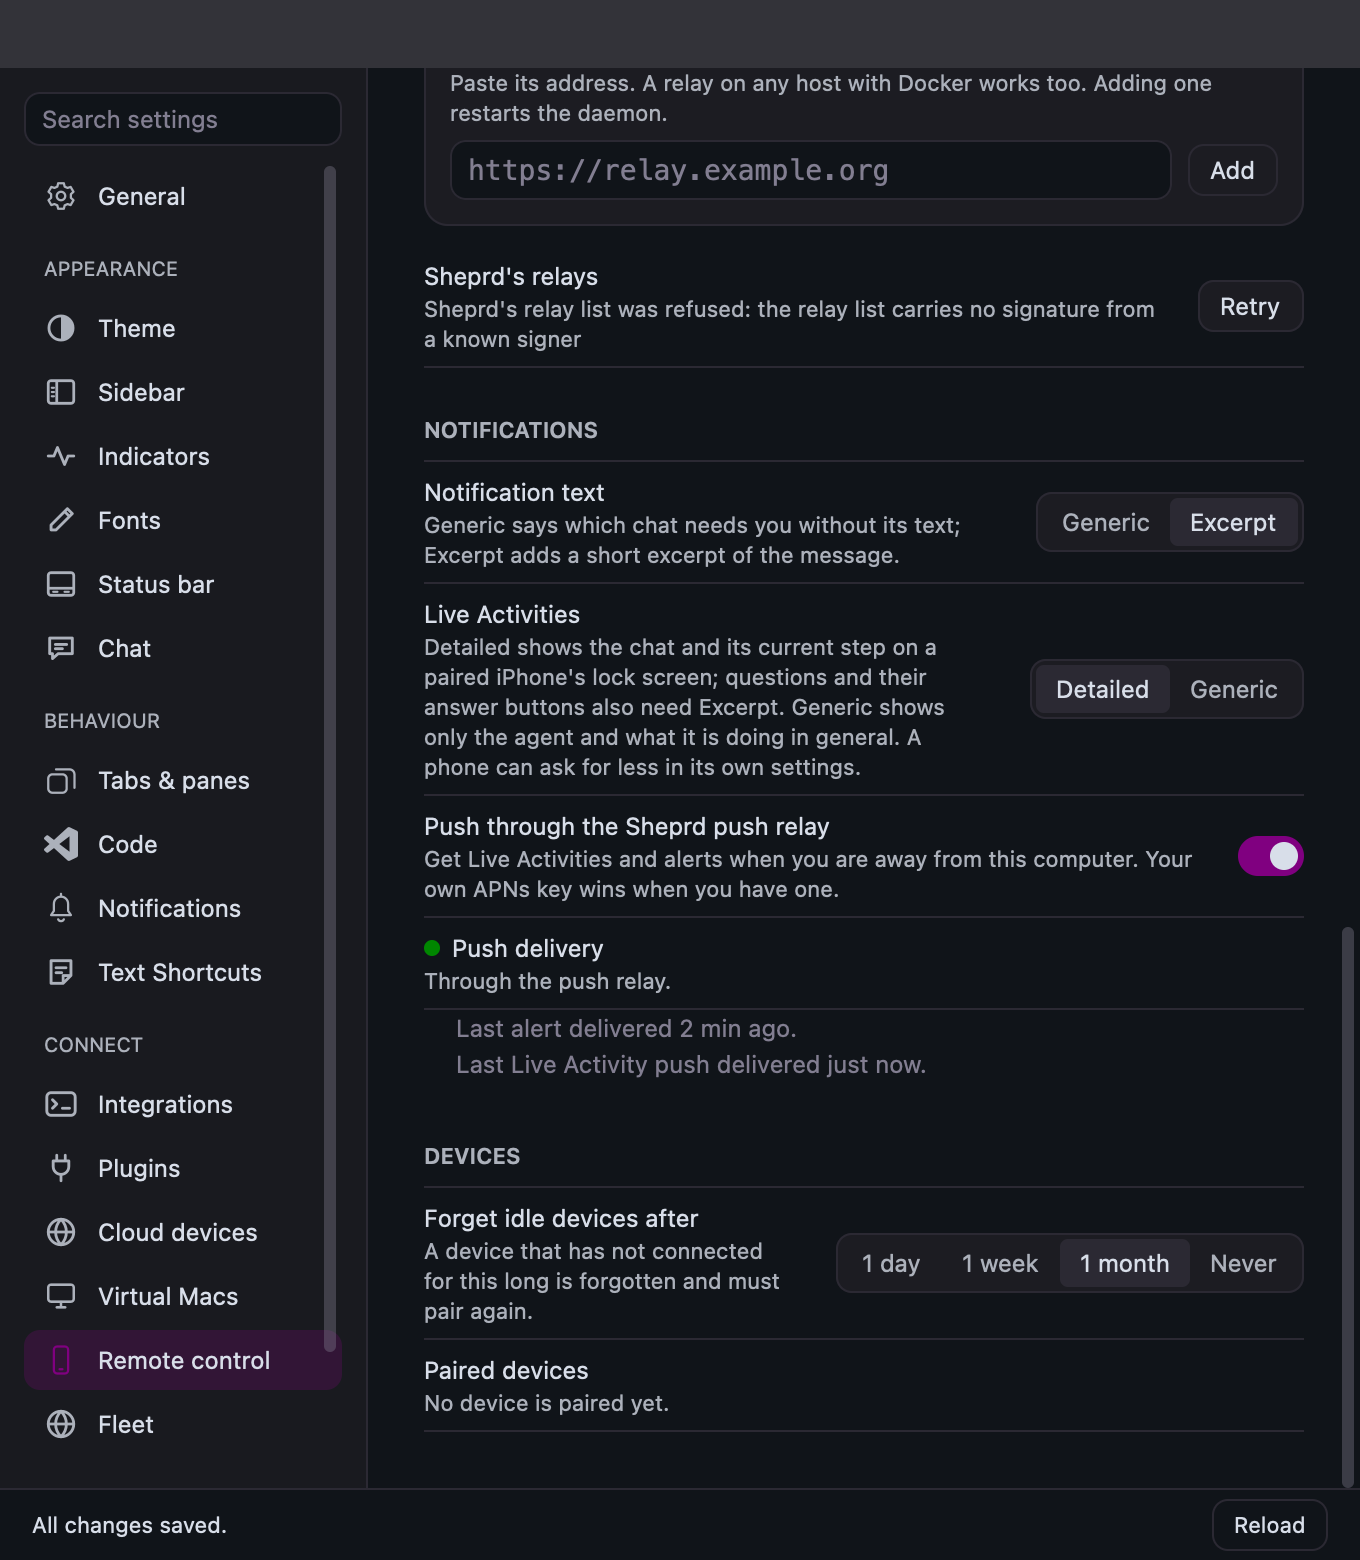 Search settings
General
APPEARANCE
Theme
Sidebar
Indicators
Fonts
Status bar
Chat
BEHAVIOUR
Tabs & panes
Code
Notifications
Text Shortcuts
CONNECT
Integrations
Plugins
Cloud devices
Virtual Macs
Remote control
Fleet
Paste its address. A relay on any host with Docker works too. Adding one
restarts the daemon.
https://relay.example.org
Add
Sheprd's relays
Sheprd's relay list was refused: the relay list carries no signature from
a known signer
Retry
NOTIFICATIONS
Notification text
Generic says which chat needs you without its text;
Excerpt adds a short excerpt of the message.
Generic Excerpt
Live Activities
Detailed shows the chat and its current step on a
paired iPhone's lock screen; questions and their
answer buttons also need Excerpt. Generic shows
only the agent and what it is doing in general. A
phone can ask for less in its own settings.
Detailed Generic
Push through the Sheprd push relay
Get Live Activities and alerts when you are away from this computer. Your
own APNs key wins when you have one.
Push delivery
Through the push relay.
Last alert delivered 2 min ago.
Last Live Activity push delivered just now.
DEVICES
Forget idle devices after
A device that has not connected
for this long is forgotten and must
pair again.
1 day 1 week 1 month Never
Paired devices
No device is paired yet.
All changes saved.
Reload